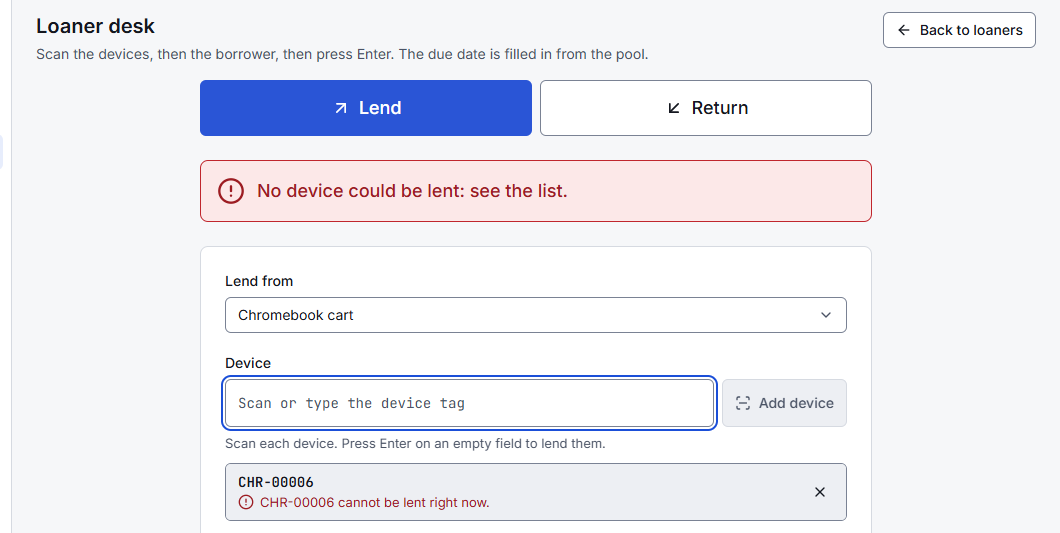 Loaner desk
Back to loaners
Scan the devices, then the borrower, then press Enter. The due date is filled in from the pool.
Lend
Return
No device could be lent: see the list.
Lend from
Chromebook cart
Device
Scan or type the device tag
Add device
Scan each device. Press Enter on an empty field to lend them.
CHR-00006
CHR-00006 cannot be lent right now.